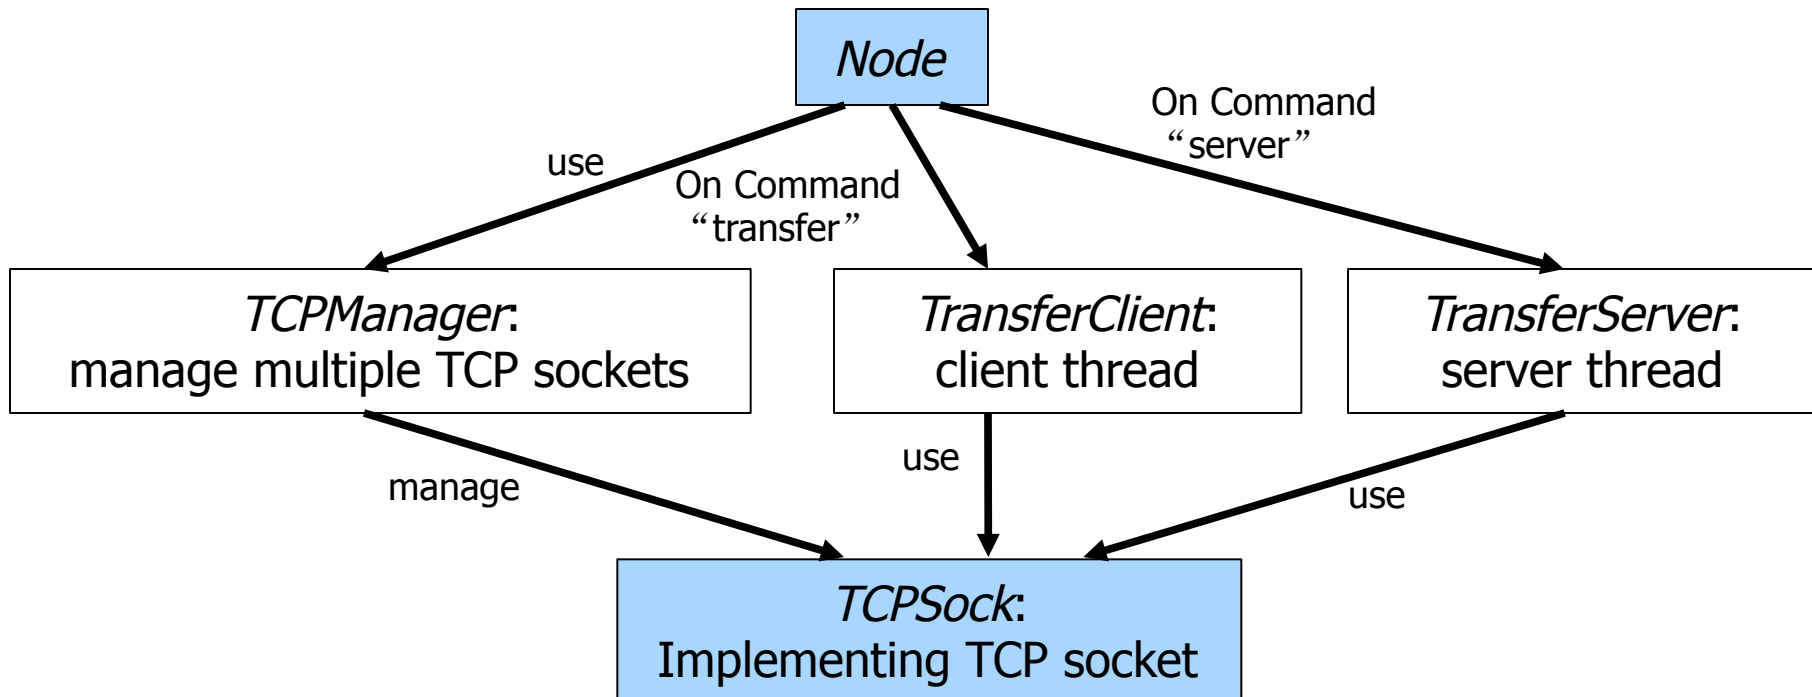 Node
On Command
“server”
use
On Command
“transfer”
TCPManager:
manage multiple TCP sockets
TransferClient:
client thread
TransferServer:
server thread
manage
use
use
TCPSock:
Implementing TCP socket